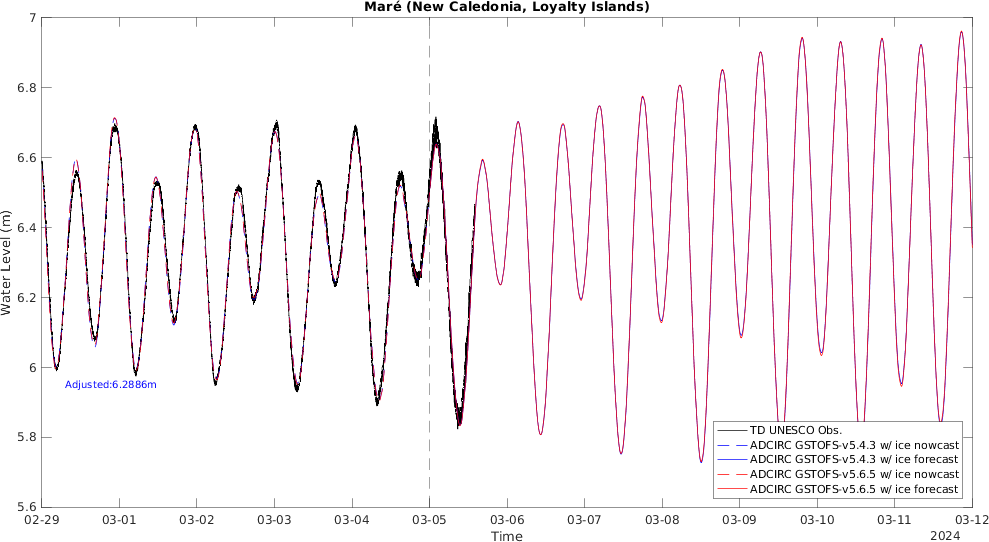 Maré (New Caledonia, Loyalty Islands)
7
6.8
6.6
6.4
6.2
6
5.8
5.6
Water Level (m)
Adjusted:6.2886m
TD UNESCO Obs.
ADCIRC GSTOFS-v5.4.3 w/ ice nowcast
ADCIRC GSTOFS-v5.4.3 w/ ice forecast
ADCIRC GSTOFS-v5.6.5 w/ ice nowcast
ADCIRC GSTOFS-v5.6.5 w/ ice forecast
02-29 03-01 03-02 03-03 03-04 03-05 03-06 03-07 03-08 03-09 03-10 03-11 03-12
Time
2024